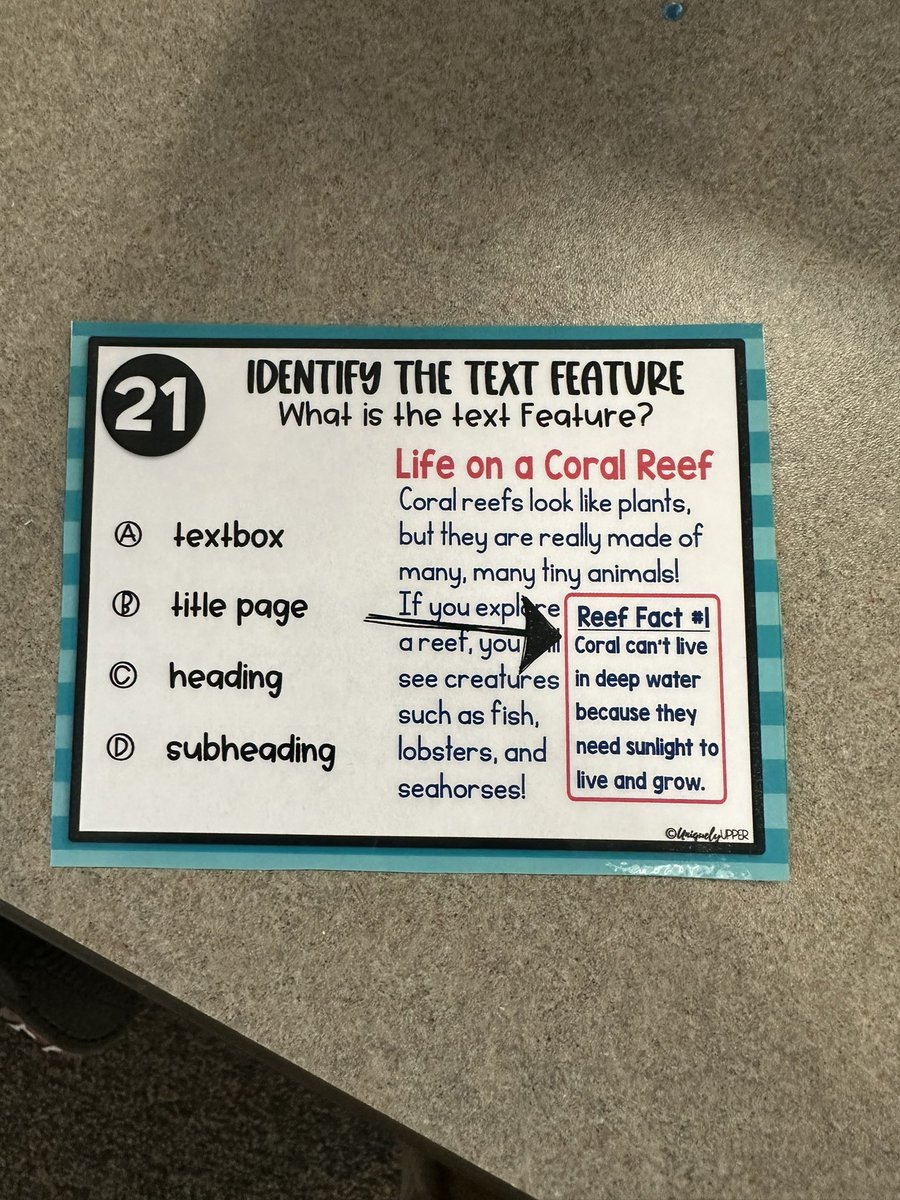 21
IDENTIFY THE TEXT FEATURE
What is the text Feature?
A textbox
B title page
C heading
D subheading
Life on a Coral Reef
Coral reefs look like plants,
but they are really made of
many, many tiny animals!
If you explore
a reef, you
see creatures
such as fish,
lobsters, and
seahorses!
Reef Fact #1
Coral can't live
in deep water
because they
need sunlight to
live and grow.
©Uniquely UPPER